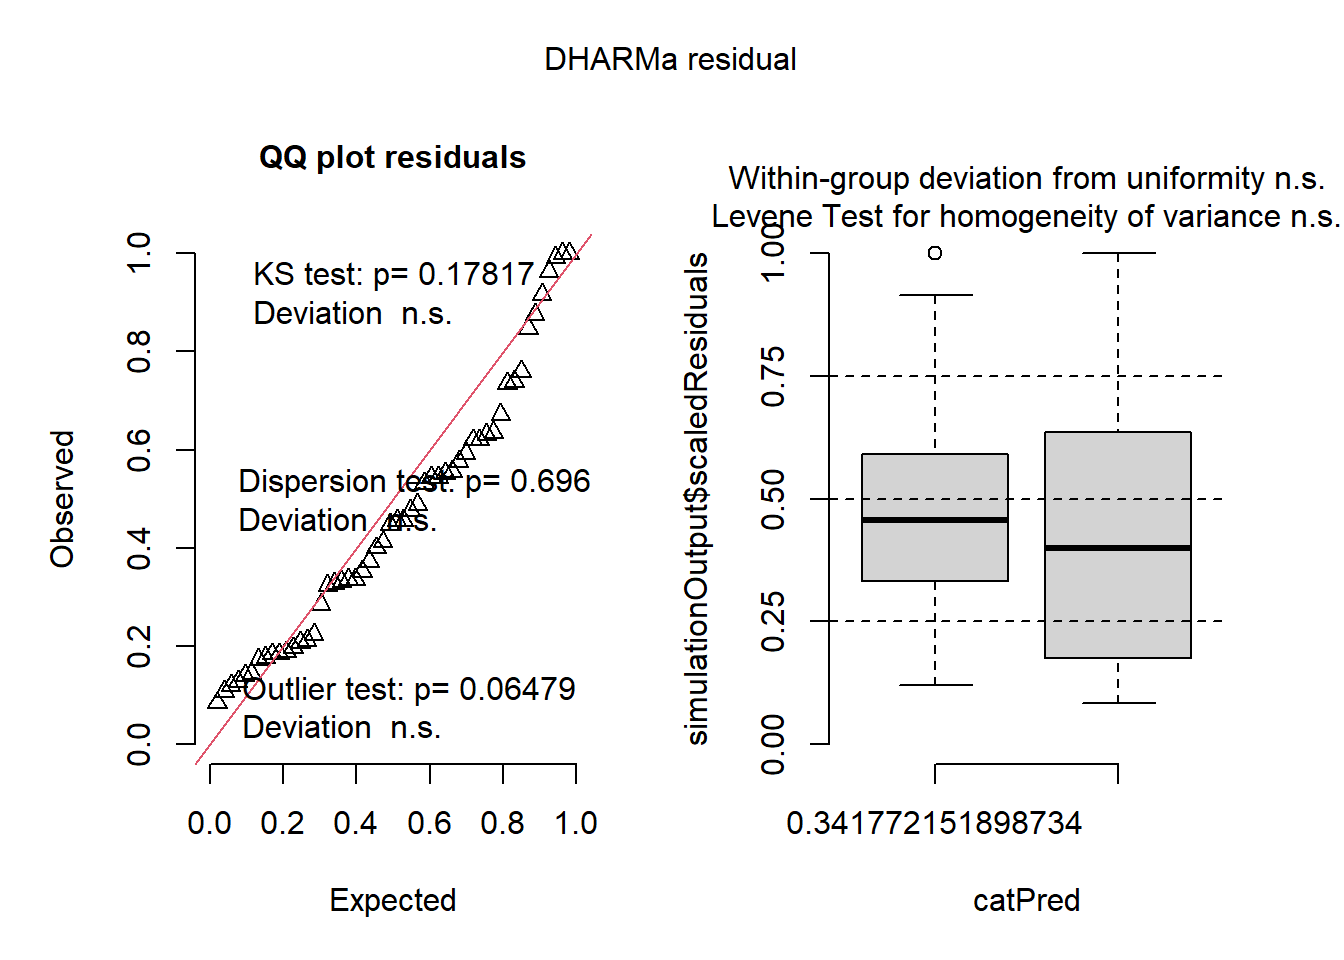 DHARMa residual
QQ plot residuals
KS test: p= 0.17817
Deviation  n.s.
Dispersion test: p= 0.696
Deviation  n.s.
Outlier test: p= 0.06479
Deviation  n.s.
Observed
0.0
0.2
0.4
0.6
0.8
1.0
0.0 0.2 0.4 0.6 0.8 1.0
Expected
Within-group deviation from uniformity n.s.
Levene Test for homogeneity of variance n.s.
simulationOutput$scaledResiduals
0.00
0.25
0.50
0.75
1.00
0.341772151898734
catPred